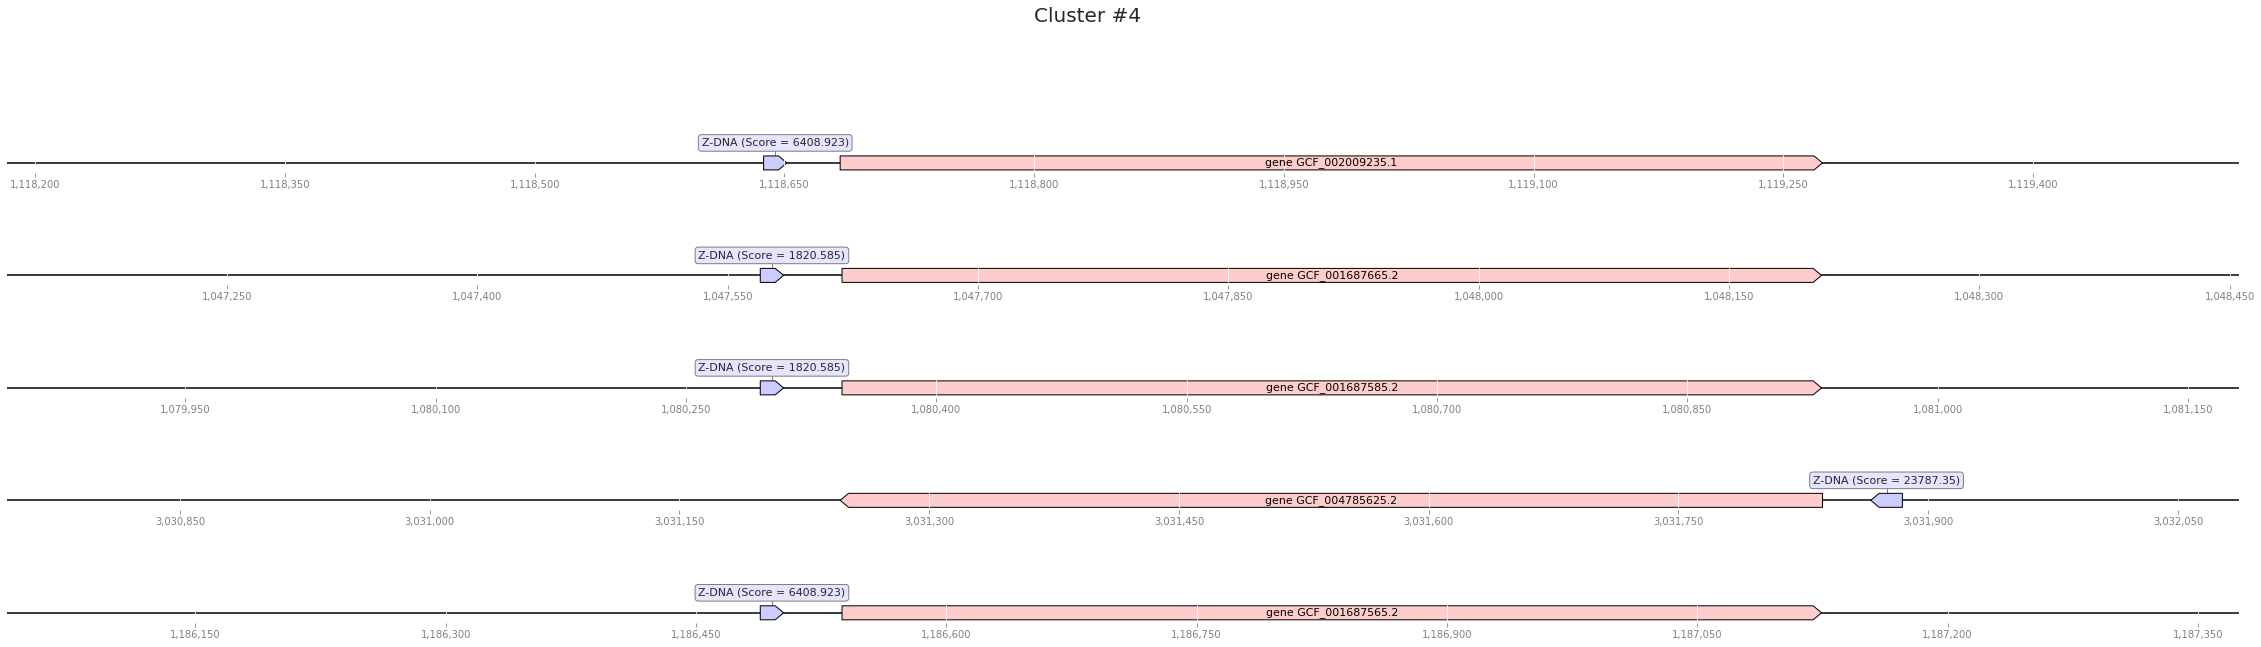 Cluster #4
Z-DNA (Score = 6408.923)
gene GCF_002009235.1
1,118,200 1,118,350 1,118,500 1,118,650 1,118,800 1,118,950 1,119,100 1,119,250 1,119,400
Z-DNA (Score = 1820.585)
gene GCF_001687665.2
1,047,250 1,047,400 1,047,550 1,047,700 1,047,850 1,048,000 1,048,150 1,048,300 1,048,450
Z-DNA (Score = 1820.585)
gene GCF_001687585.2
1,079,950 1,080,100 1,080,250 1,080,400 1,080,550 1,080,700 1,080,850 1,081,000 1,081,150
Z-DNA (Score = 23787.35)
gene GCF_004785625.2
3,030,850 3,031,000 3,031,150 3,031,300 3,031,450 3,031,600 3,031,750 3,031,900 3,032,050
Z-DNA (Score = 6408.923)
gene GCF_001687565.2
1,186,150 1,186,300 1,186,450 1,186,600 1,186,750 1,186,900 1,187,050 1,187,200 1,187,350